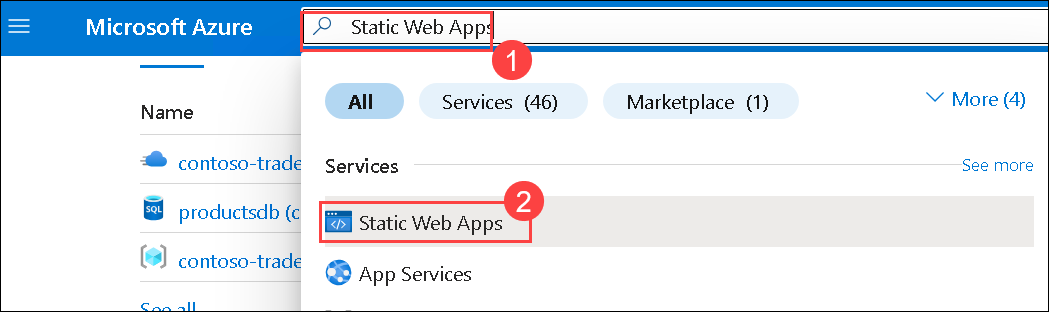 Microsoft Azure
Static Web Apps
1
All
Services (46)
Marketplace (1)
More (4)
Name
Services
See more
contoso-trade
2
Static Web Apps
SQL
productsdb (c
contoso-trade
App Services
See all